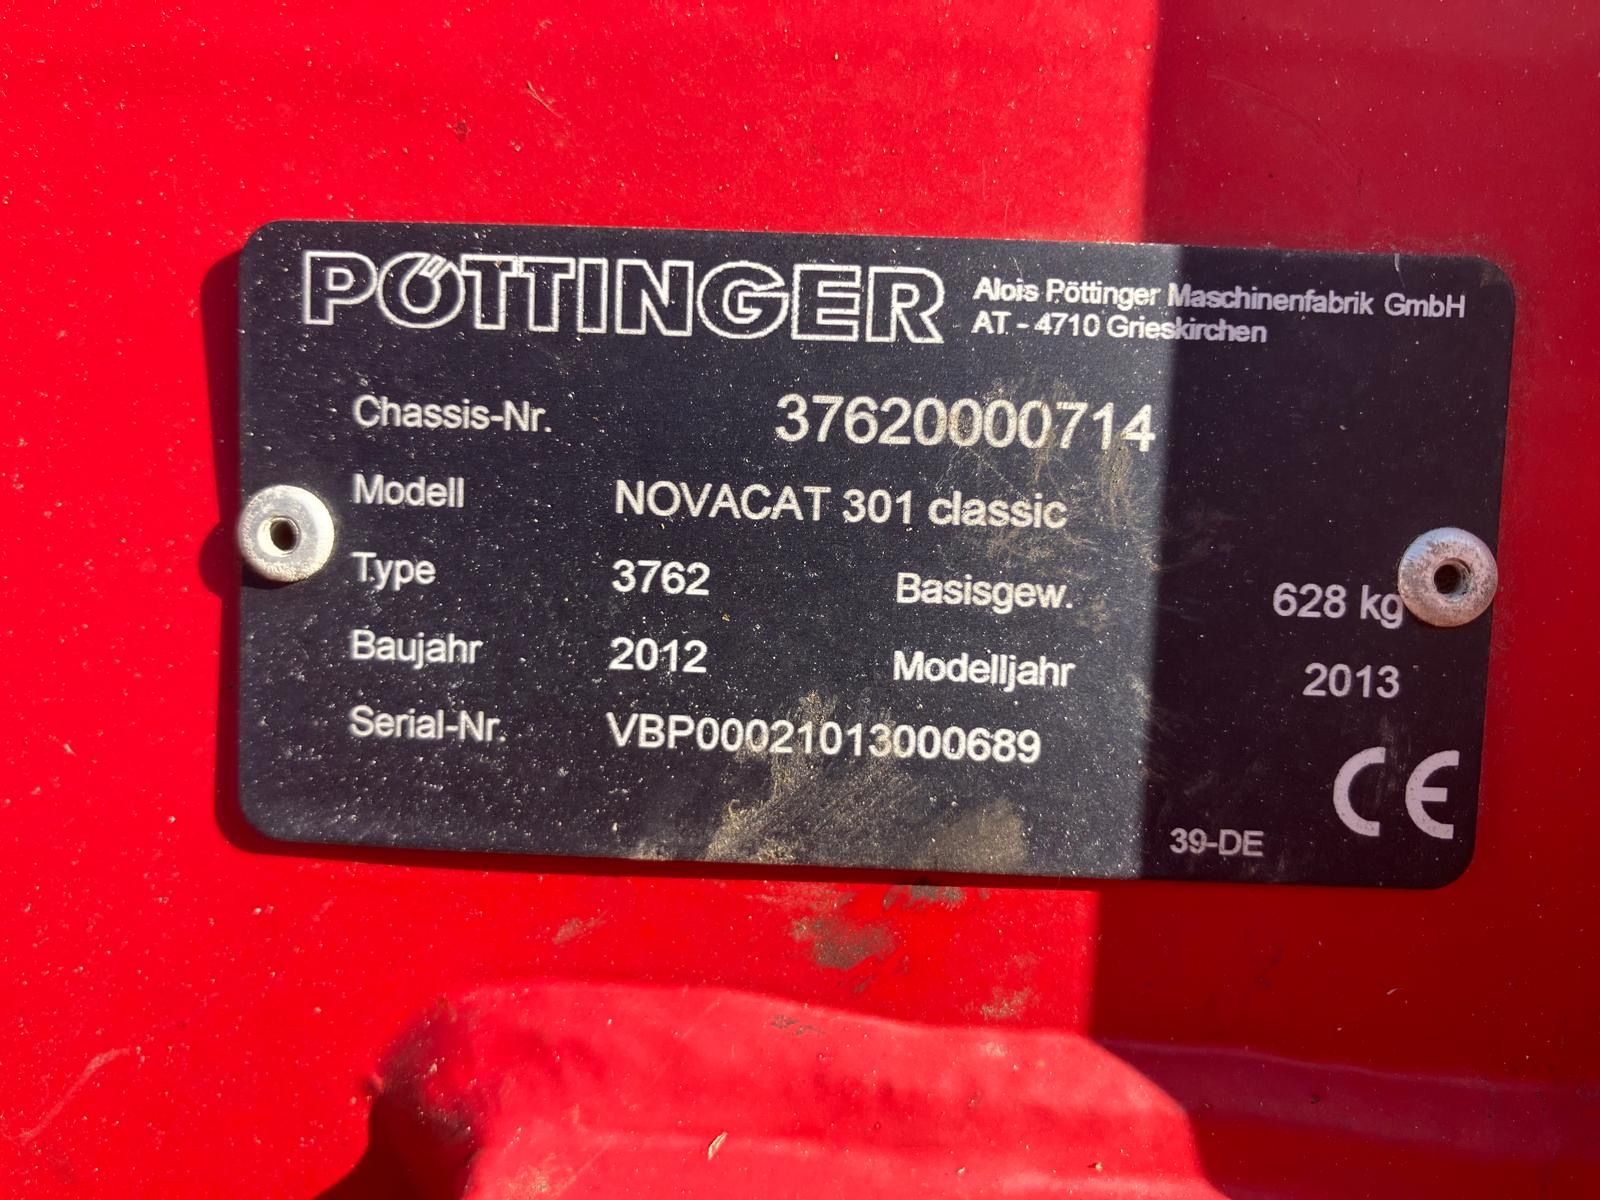 PÖTTINGER
Alois Pöttinger Maschinenfabrik GmbH
AT - 4710 Grieskirchen
Chassis-Nr. 37620000714
Modell NOVACAT 301 classic
Type 3762 Basisgew. 628 kg
Baujahr 2012 Modelljahr 2013
Serial-Nr. VBP00021013000689
CE
39-DE